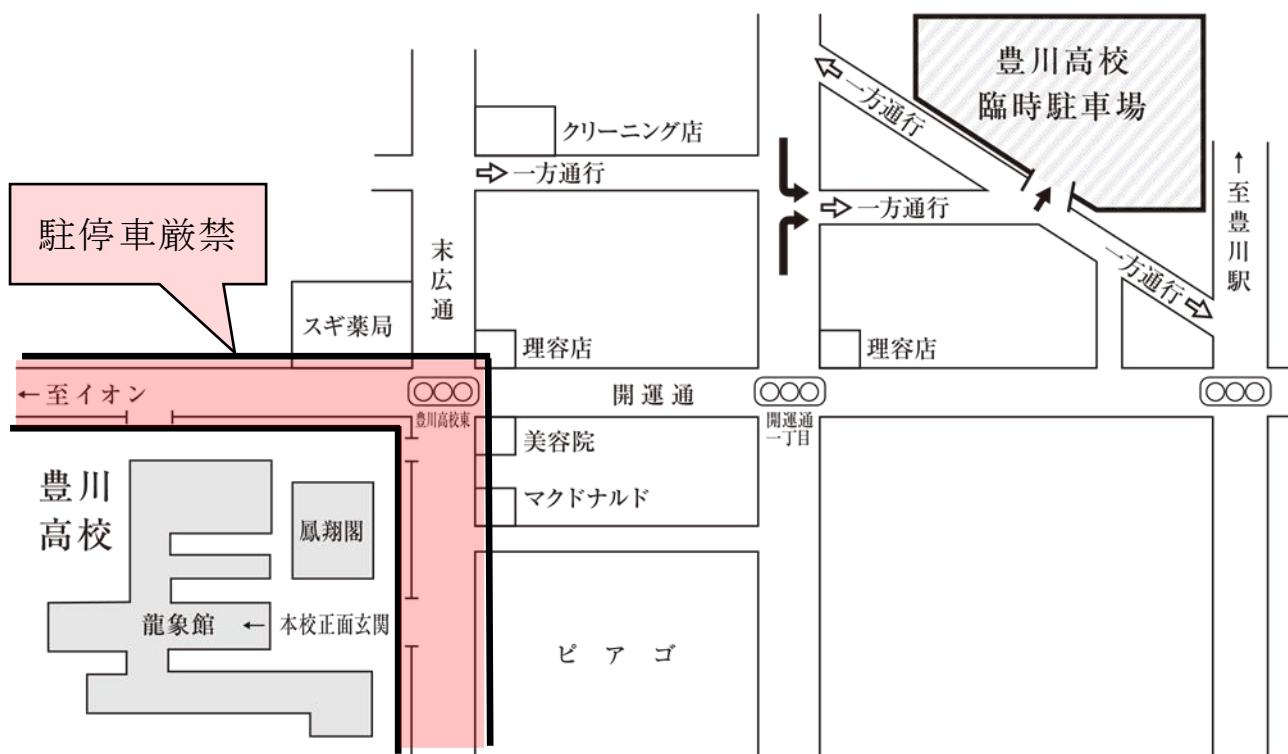 豊川高校
臨時駐車場
一方通行
クリーニング店
一方通行
一方通行
↑至豊川駅
駐停車厳禁
末広通
一方通行
スギ薬局
理容店
理容店
←至イオン
開運通
豊川高校東
開運通
一丁目
美容院
マクドナルド
豊川
高校
鳳翔閣
龍象館
←
本校正面玄関
ピアゴ